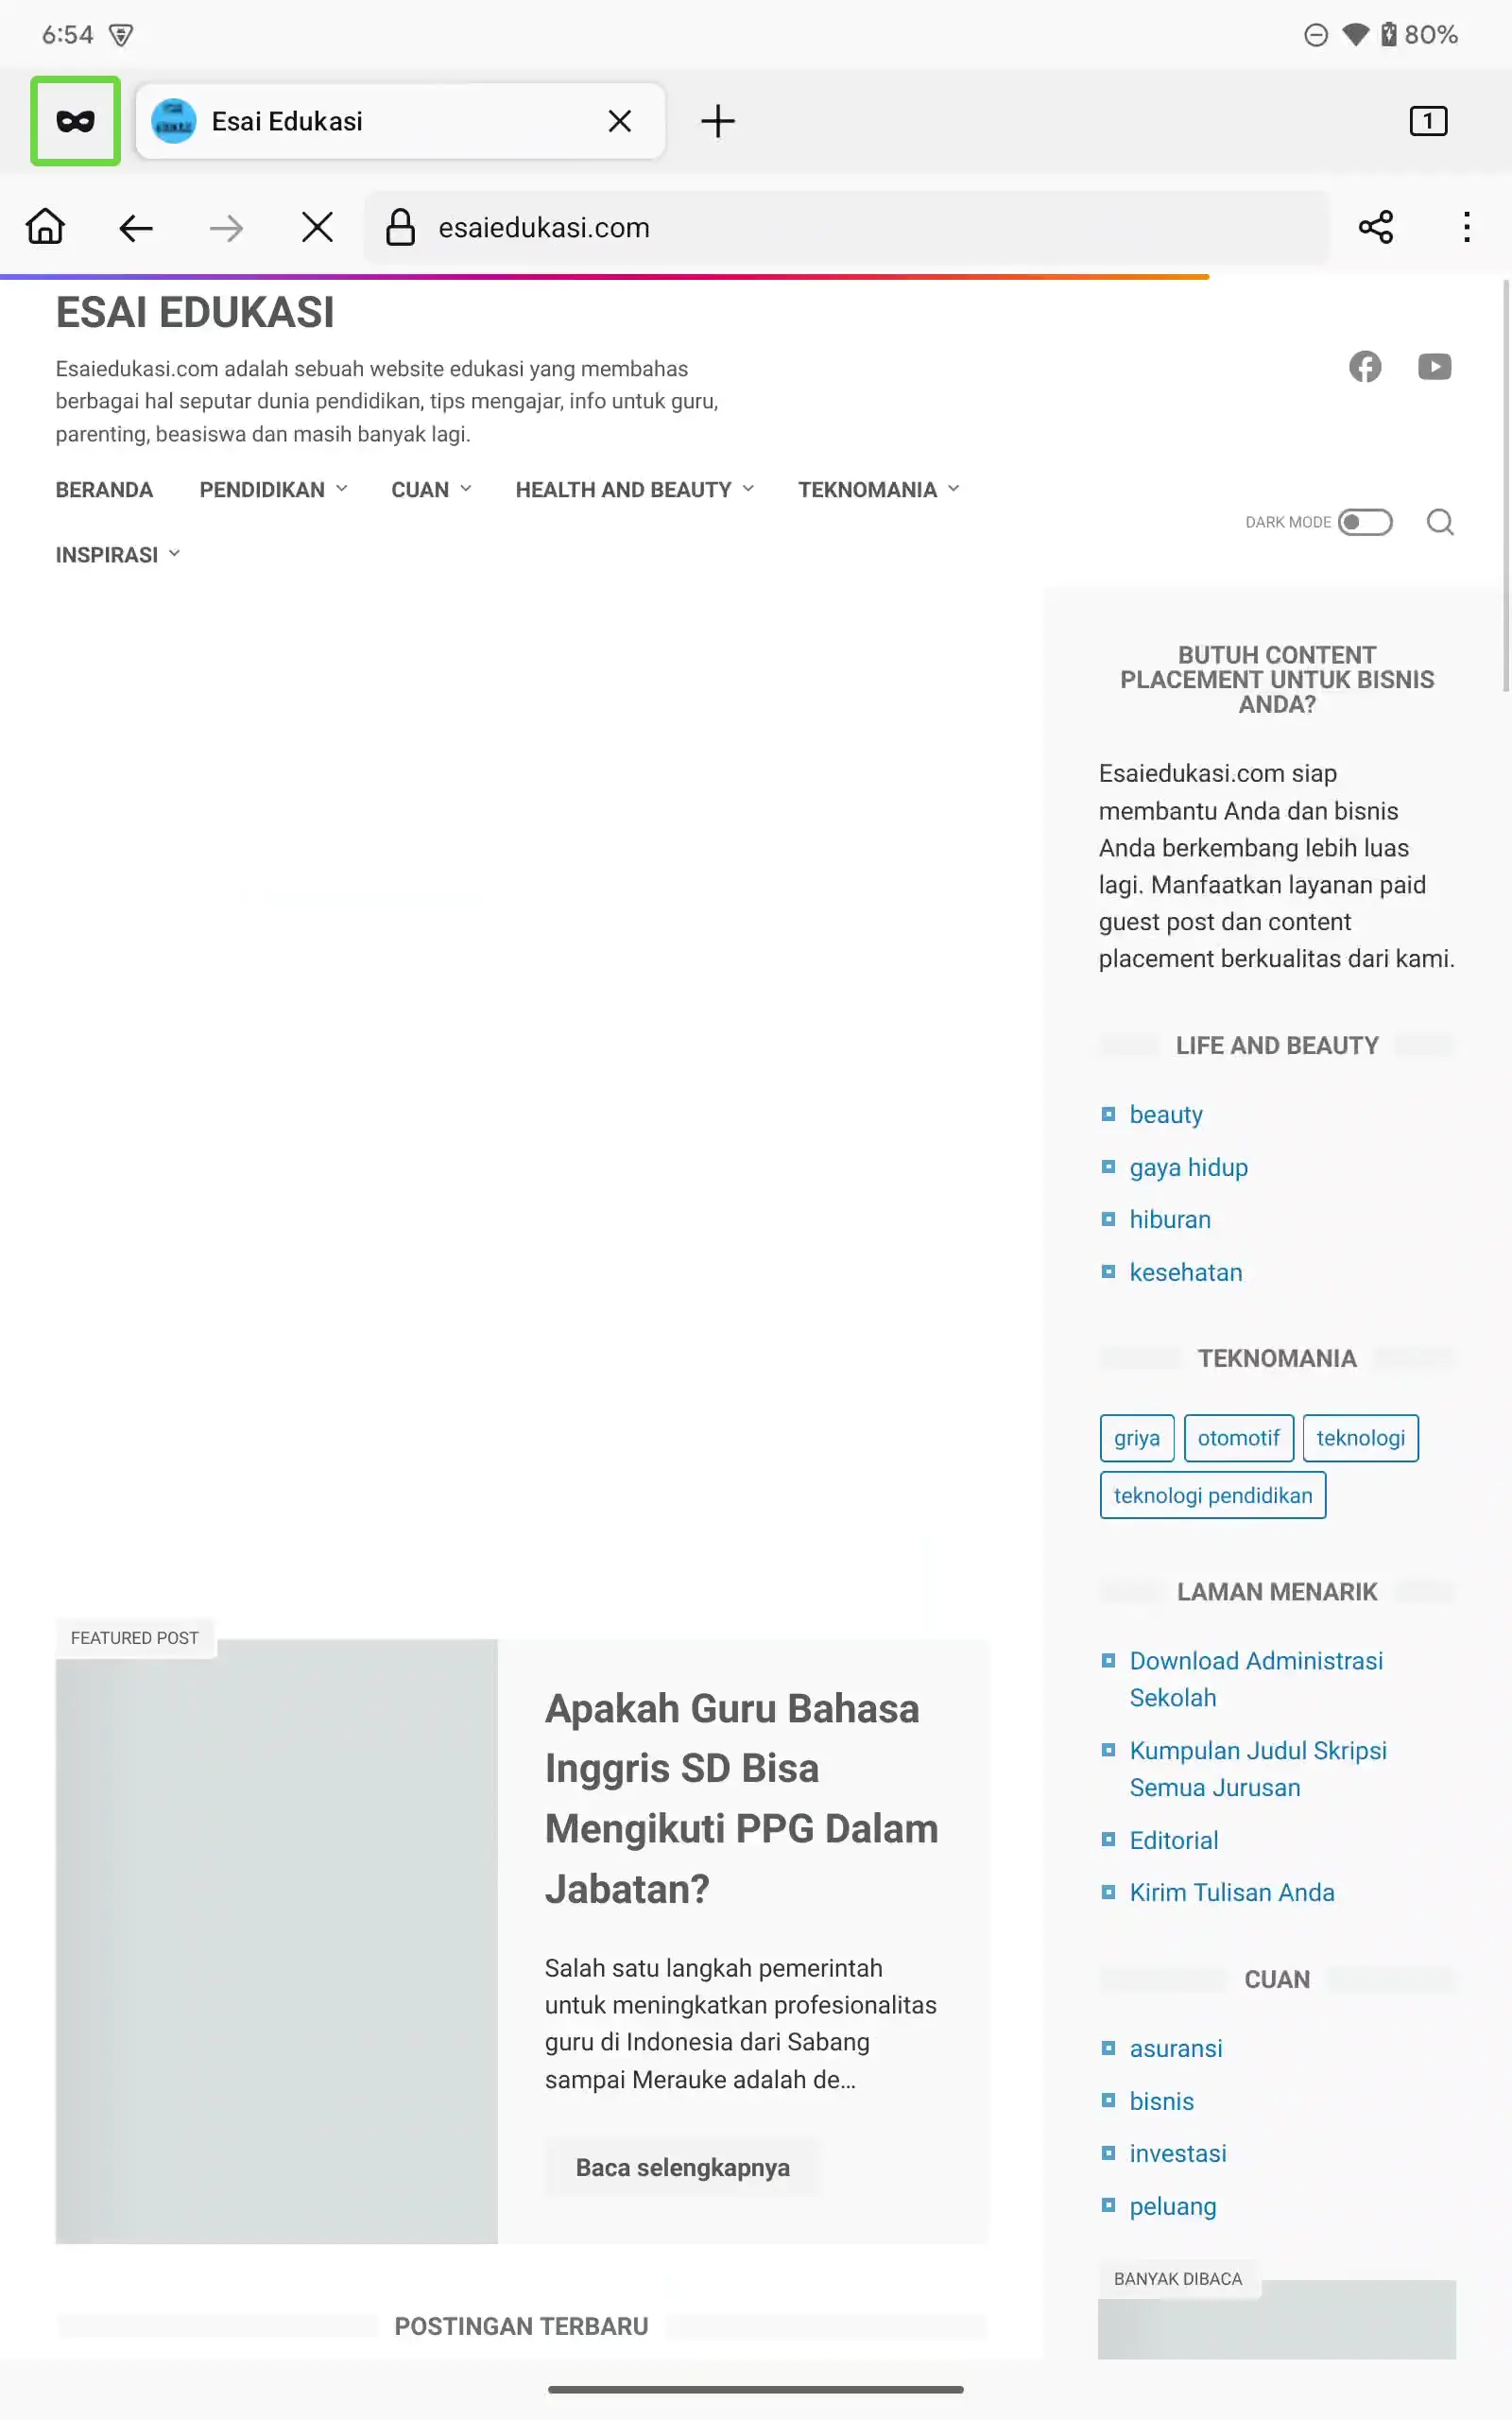 6:54
80%
Esai Edukasi
1
esaiedukasi.com
ESAI EDUKASI
Esaiedukasi.com adalah sebuah website edukasi yang membahas
berbagai hal seputar dunia pendidikan, tips mengajar, info untuk guru,
parenting, beasiswa dan masih banyak lagi.
BERANDA
PENDIDIKAN
CUAN
HEALTH AND BEAUTY
TEKNOMANIA
INSPIRASI
DARK MODE
FEATURED POST
Apakah Guru Bahasa
Inggris SD Bisa
Mengikuti PPG Dalam
Jabatan?
Salah satu langkah pemerintah
untuk meningkatkan profesionalitas
guru di Indonesia dari Sabang
sampai Merauke adalah de…
Baca selengkapnya
POSTINGAN TERBARU
BUTUH CONTENT
PLACEMENT UNTUK BISNIS
ANDA?
Esaiedukasi.com siap
membantu Anda dan bisnis
Anda berkembang lebih luas
lagi. Manfaatkan layanan paid
guest post dan content
placement berkualitas dari kami.
LIFE AND BEAUTY
beauty
gaya hidup
hiburan
kesehatan
TEKNOMANIA
griya
otomotif
teknologi
teknologi pendidikan
LAMAN MENARIK
Download Administrasi
Sekolah
Kumpulan Judul Skripsi
Semua Jurusan
Editorial
Kirim Tulisan Anda
CUAN
asuransi
bisnis
investasi
peluang
BANYAK DIBACA